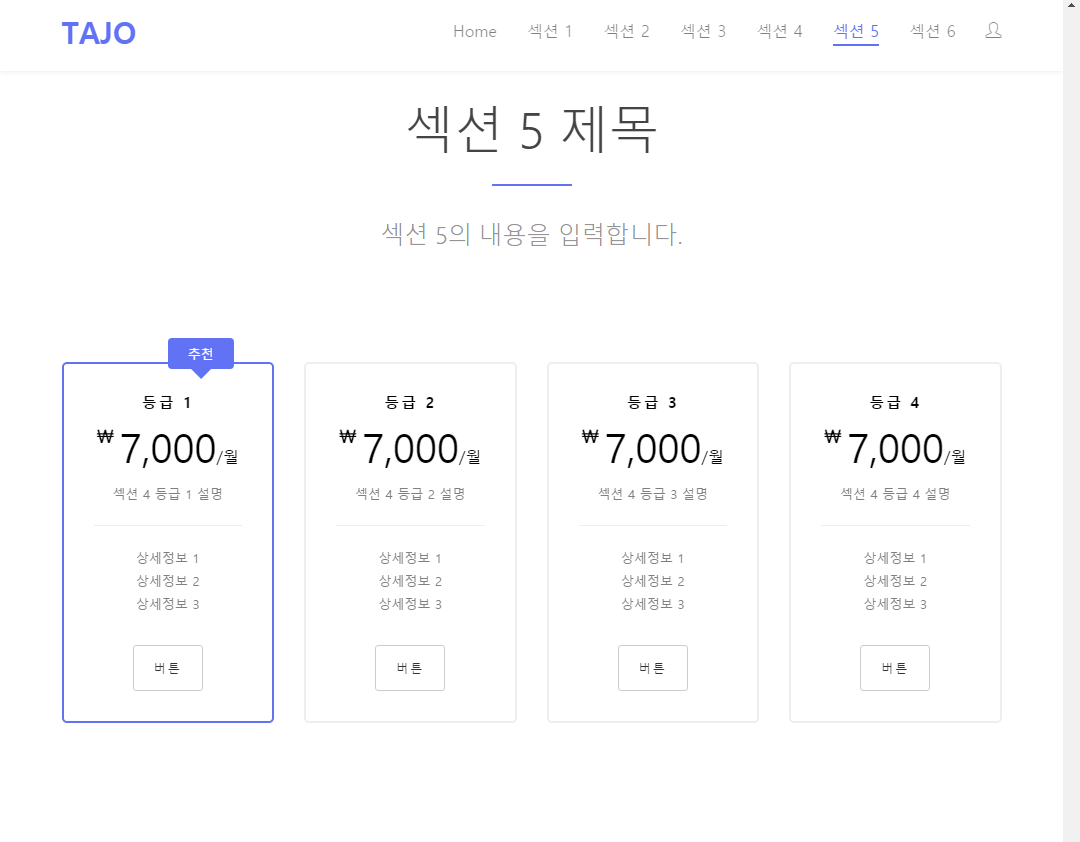 TAJO
Home 섹션 1 섹션 2 섹션 3 섹션 4 섹션 5 섹션 6
섹션 5 제목
섹션 5의 내용을 입력합니다.
추천
등급 1
₩ 7,000/월
섹션 4 등급 1 설명
상세정보 1
상세정보 2
상세정보 3
버튼
등급 2
₩ 7,000/월
섹션 4 등급 2 설명
상세정보 1
상세정보 2
상세정보 3
버튼
등급 3
₩ 7,000/월
섹션 4 등급 3 설명
상세정보 1
상세정보 2
상세정보 3
버튼
등급 4
₩ 7,000/월
섹션 4 등급 4 설명
상세정보 1
상세정보 2
상세정보 3
버튼